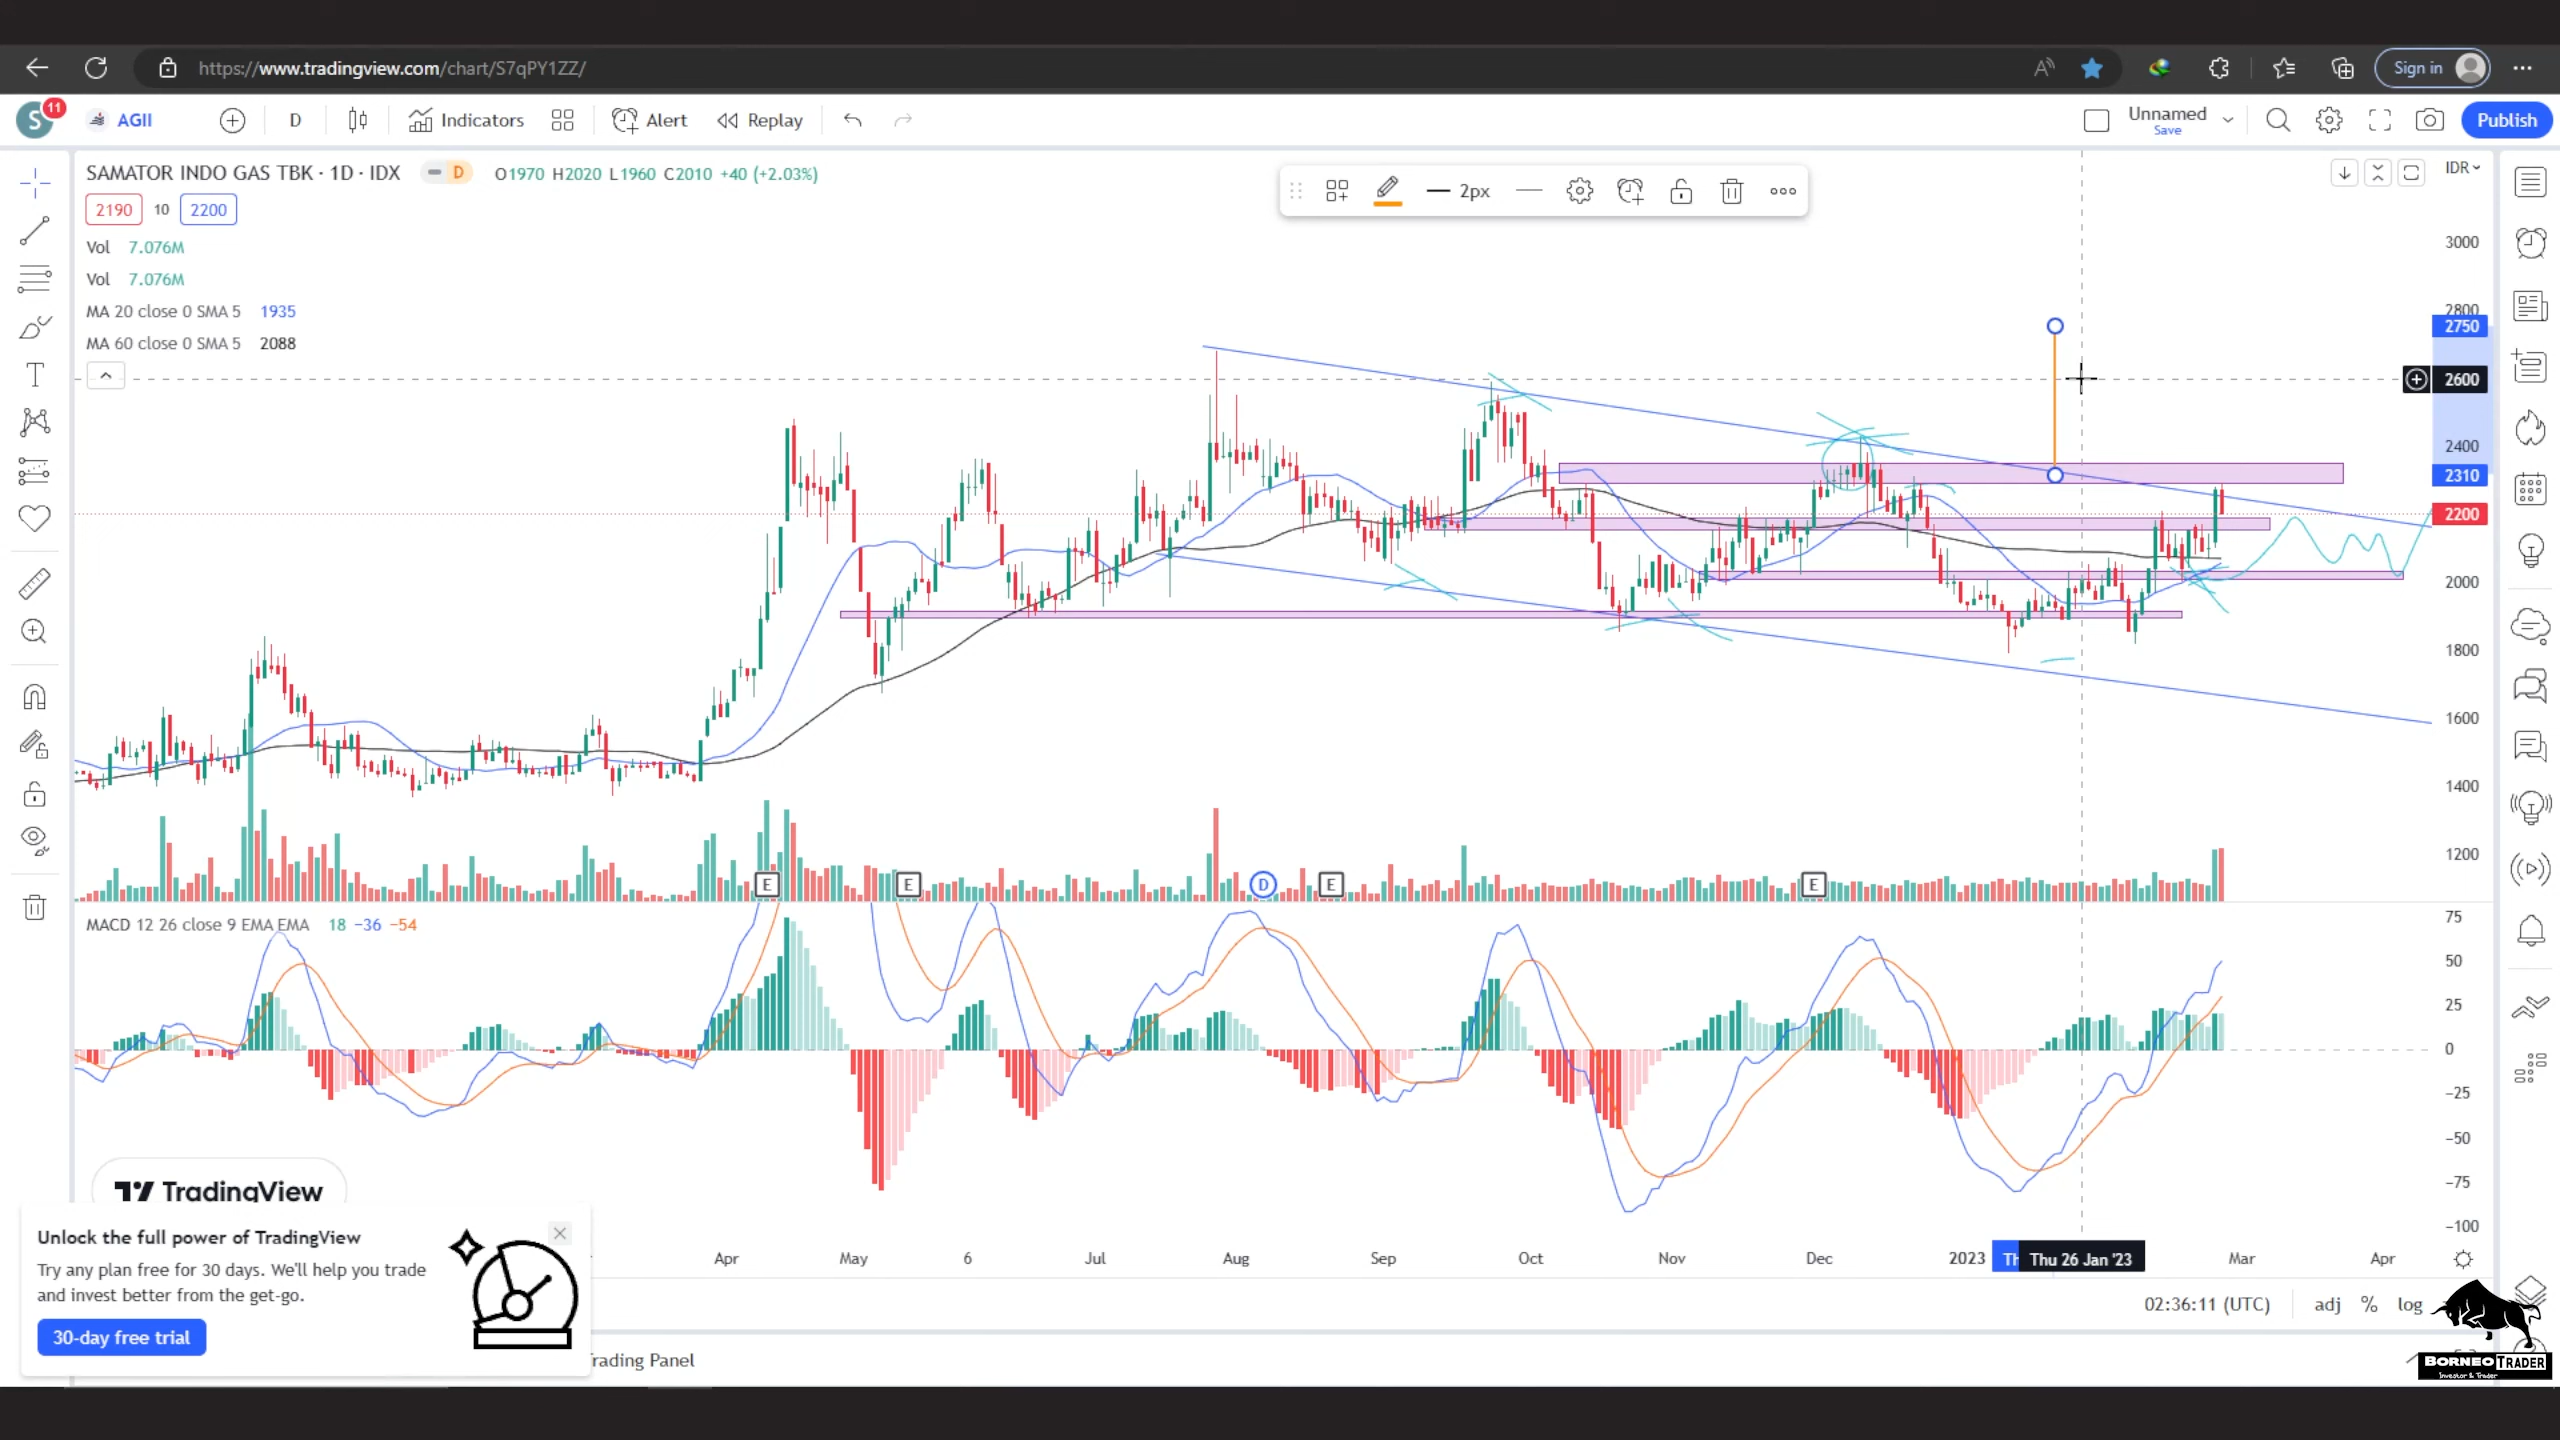 https://www.tradingview.com/chart/S7qPY1ZZ/
Sign in
S 11 AGII D Indicators Alert Replay Unnamed Save Publish
SAMATOR INDO GAS TBK · 1D · IDX D O1970 H2020 L1960 C2010 +40 (+2.03%)
2px
IDR
2190 10 2200
Vol 7.076M
Vol 7.076M
MA 20 close 0 SMA 5 1935
MA 60 close 0 SMA 5 2088
3000
2800
2750
2600
2400
2310
2200
2000
1800
1600
1400
1200
E E D E E
MACD 12 26 close 9 EMA EMA 18 −36 −54
75
50
25
0
−25
−50
−75
−100
TradingView
Apr May 6 Jul Aug Sep Oct Nov Dec 2023 Th Thu 26 Jan '23 Mar Apr
Unlock the full power of TradingView
Try any plan free for 30 days. We'll help you trade
and invest better from the get-go.
30-day free trial
02:36:11 (UTC) adj % log
Trading Panel
BORNEO TRADER
Investor & Trader